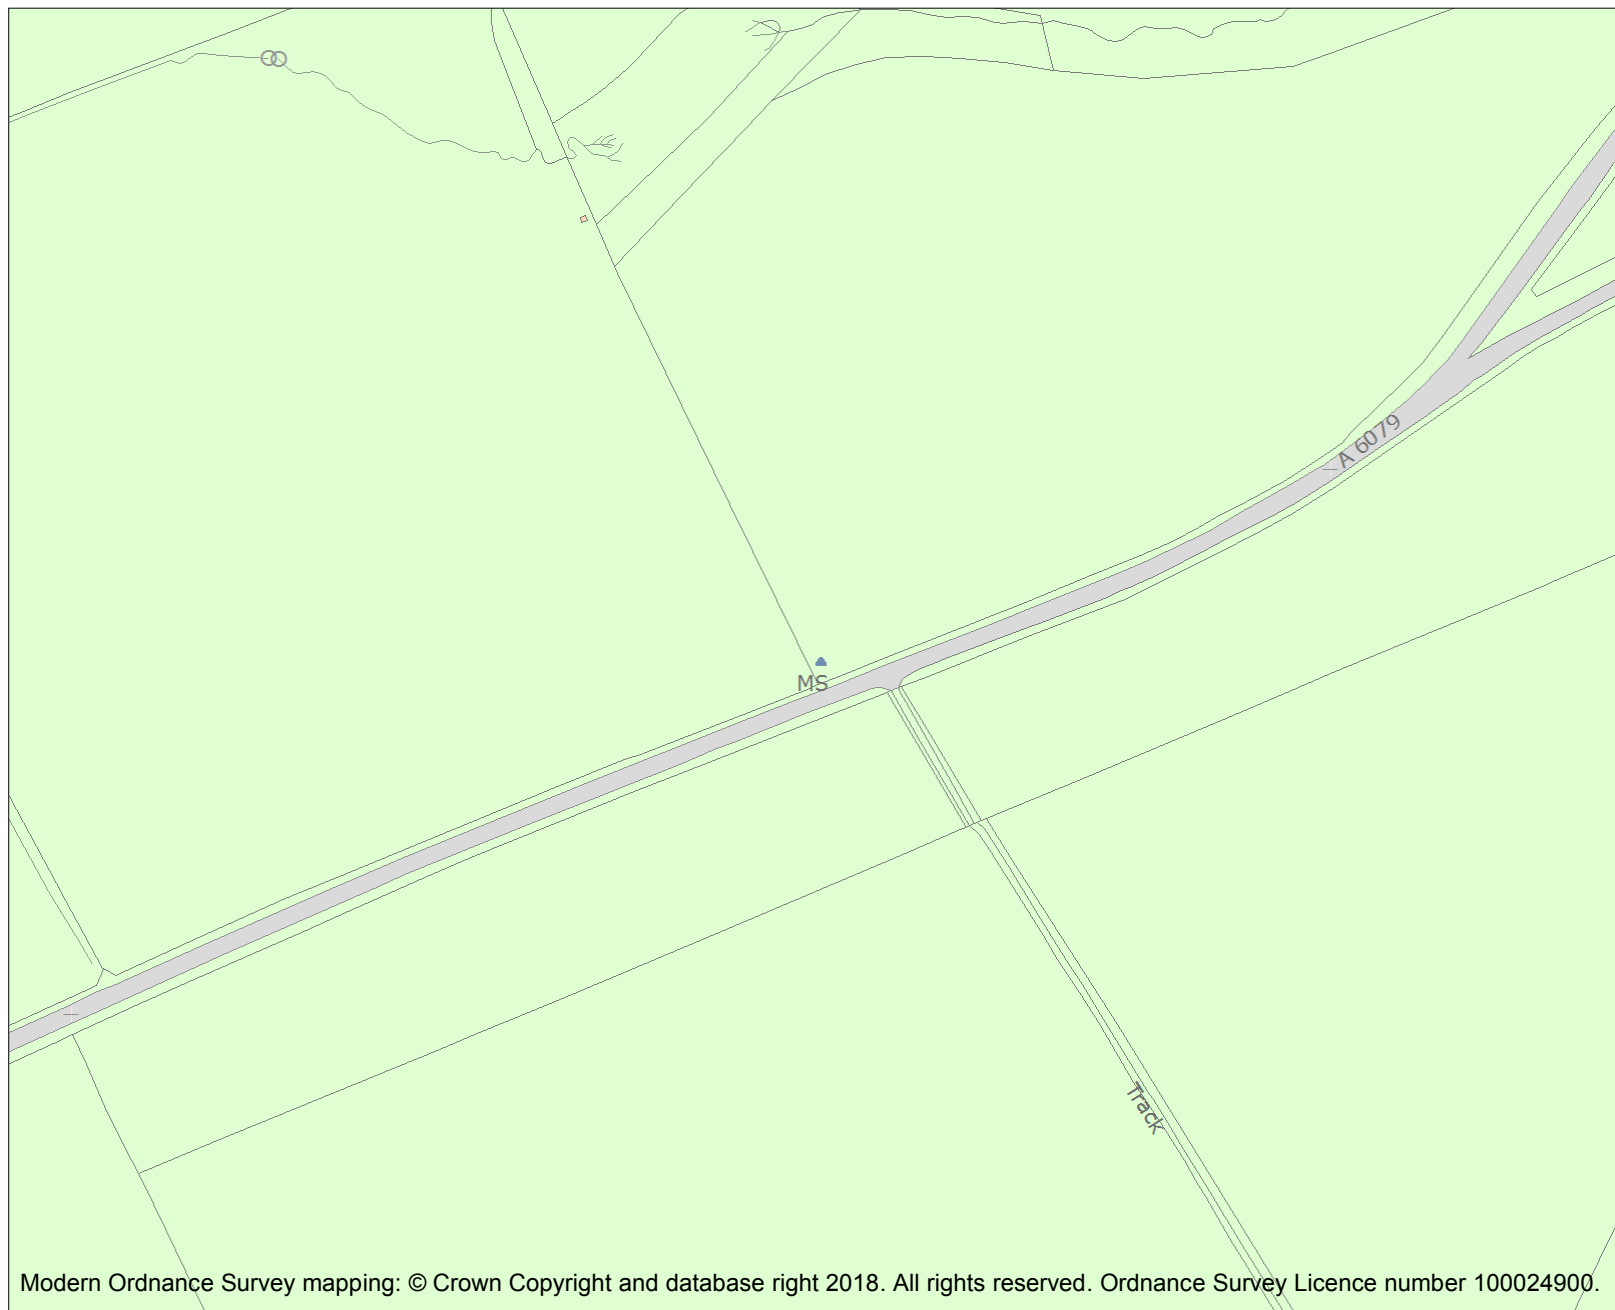 A 6079
MS
Track
Modern Ordnance Survey mapping: © Crown Copyright and database right 2018. All rights reserved. Ordnance Survey Licence number 100024900.